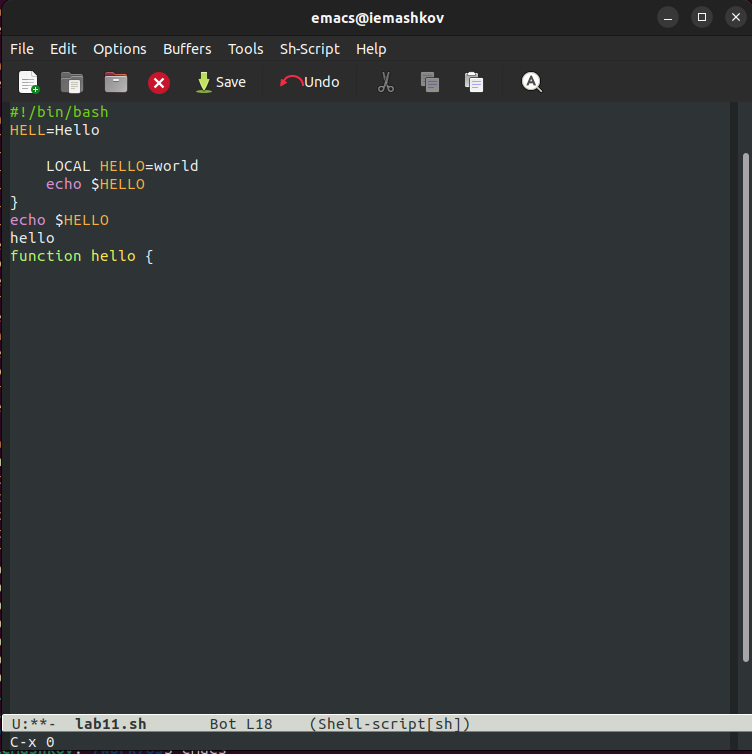 emacs@iemashkov
File Edit Options Buffers Tools Sh-Script Help
Save Undo
#!/bin/bash
HELL=Hello
LOCAL HELLO=world
echo $HELLO
}
echo $HELLO
hello
function hello {
U:**- lab11.sh Bot L18 (Shell-script[sh])
C-x 0